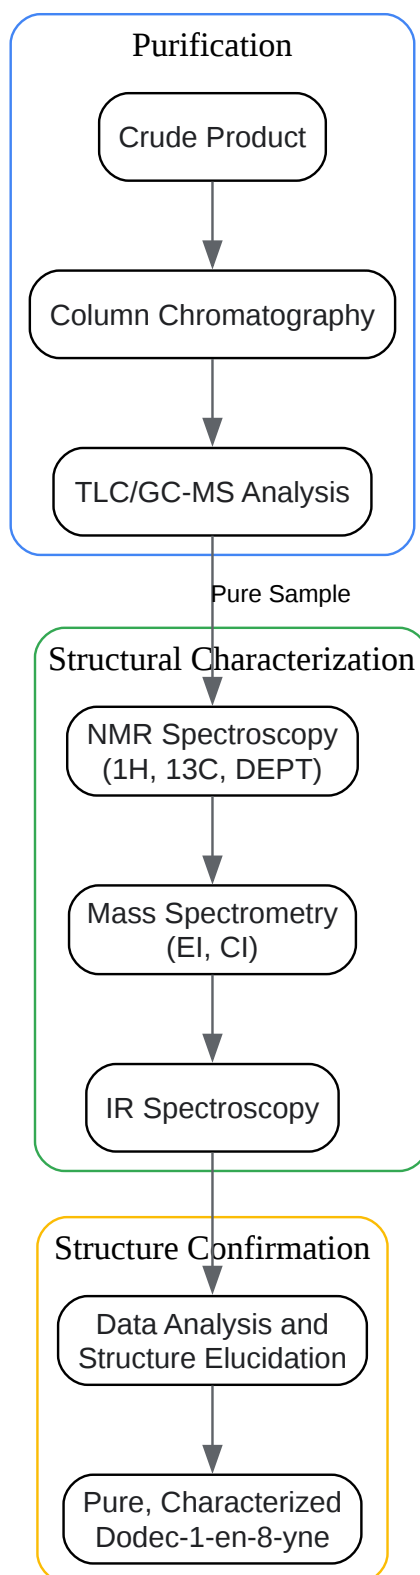 Purification
Crude Product
Column Chromatography
TLC/GC-MS Analysis
Pure Sample
Structural Characterization
NMR Spectroscopy
(1H, 13C, DEPT)
Mass Spectrometry
(EI, CI)
IR Spectroscopy
Structure Confirmation
Data Analysis and
Structure Elucidation
Pure, Characterized
Dodec-1-en-8-yne